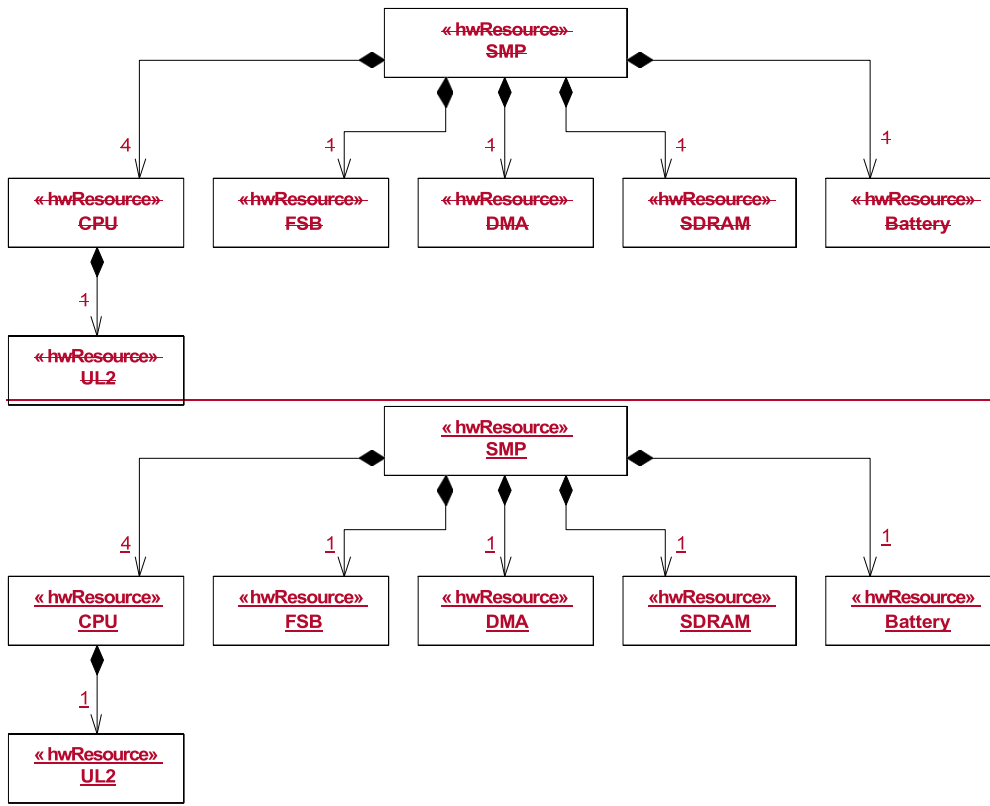 « hwResource»
SMP
4
1
1
1
1
« hwResource»
CPU
« hwResource»
FSB
« hwResource»
DMA
«hwResource»
SDRAM
« hwResource»
Battery
1
« hwResource»
UL2
« hwResource»
SMP
4
1
1
1
1
« hwResource»
CPU
« hwResource»
FSB
« hwResource»
DMA
«hwResource»
SDRAM
« hwResource»
Battery
1
« hwResource»
UL2